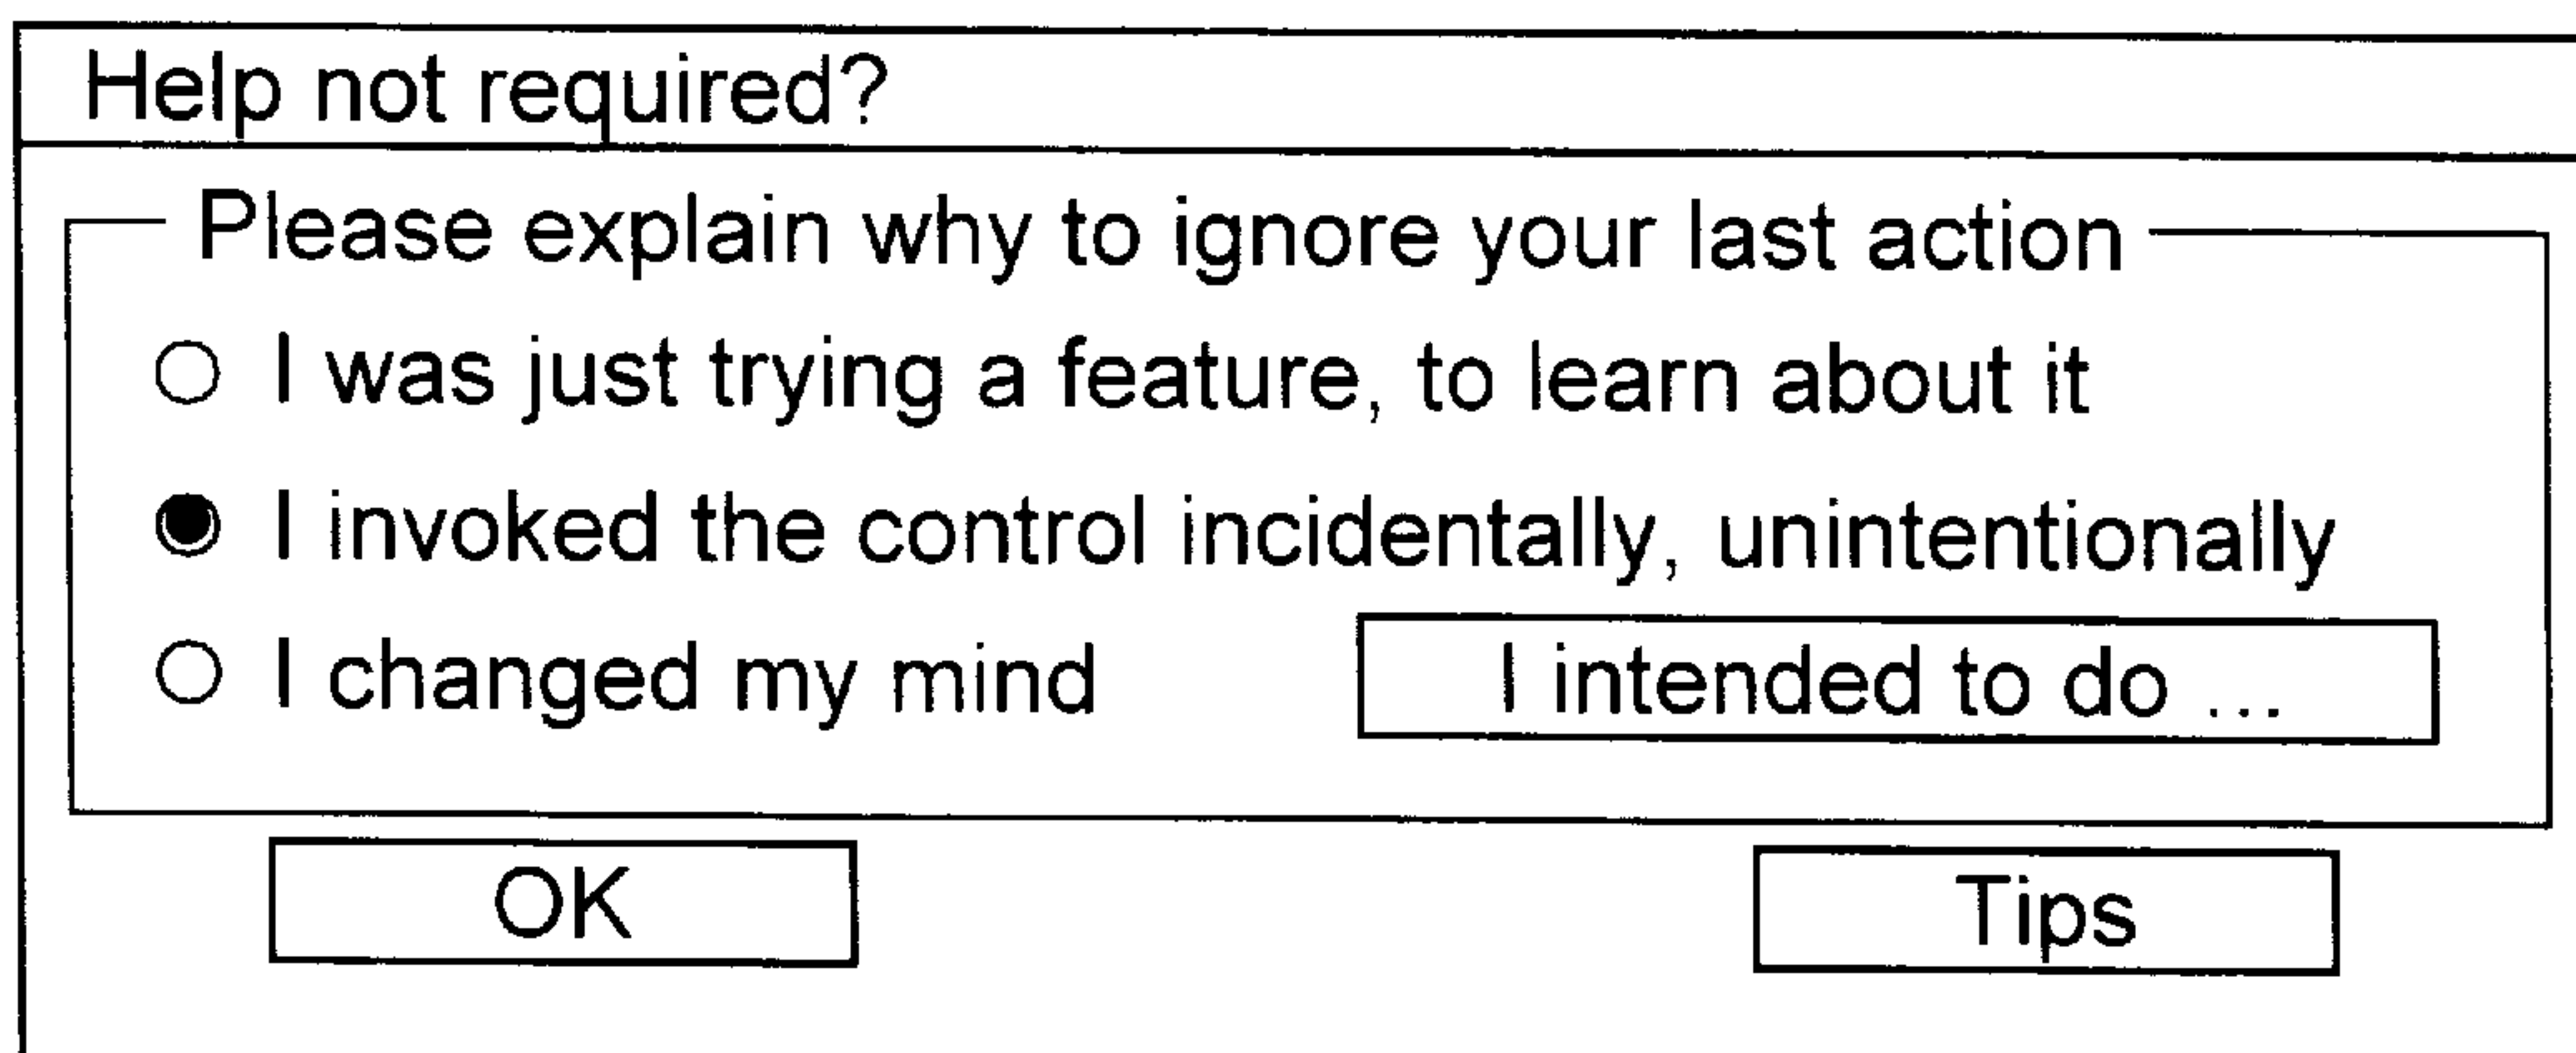 Help not required?
Please explain why to ignore your last action
I was just trying a feature, to learn about it
I invoked the control incidentally, unintentionally
I changed my mind
I intended to do ...
OK
Tips